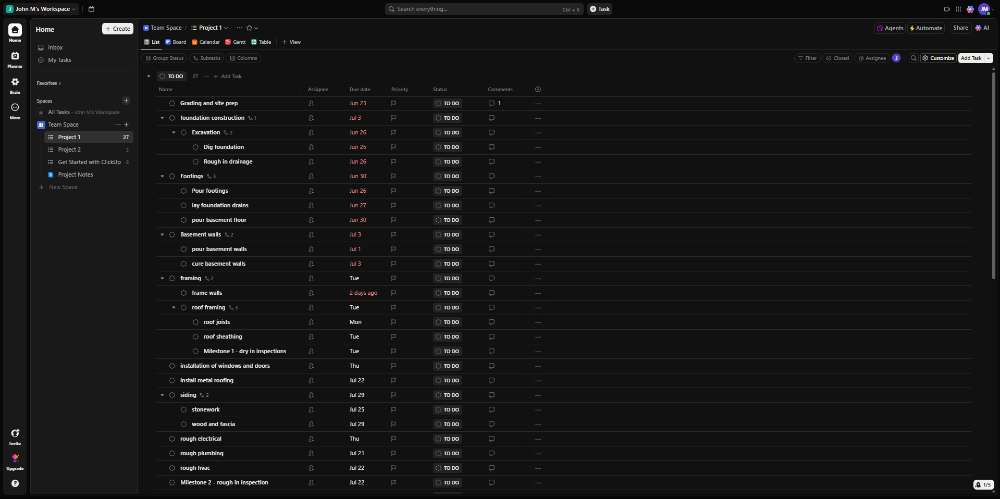 J John M's Workspace
Search everything... Ctrl + K
Task
JM
Home
Planner
Brain
More
Invite
Upgrade
Home
Create
Inbox
My Tasks
Favorites
Spaces
All Tasks - John M's Workspace
Team Space
Project 1 27
Project 2 3
Get Started with ClickUp 5
Project Notes
New Space
Team Space / Project 1
Agents Automate Share AI
List Board Calendar Gantt Table View
Group: Status Subtasks Columns
Filter Closed Assignee J Customize Add Task
TO DO 27 Add Task
Name Assignee Due date Priority Status Comments
Grading and site prep Jun 23 TO DO 1
foundation construction 1 Jul 3 TO DO
Excavation 2 Jun 26 TO DO
Dig foundation Jun 25 TO DO
Rough in drainage Jun 26 TO DO
Footings 3 Jun 30 TO DO
Pour footings Jun 26 TO DO
lay foundation drains Jun 27 TO DO
pour basement floor Jun 30 TO DO
Basement walls 2 Jul 3 TO DO
pour basement walls Jul 1 TO DO
cure basement walls Jul 3 TO DO
framing 2 Tue TO DO
frame walls 2 days ago TO DO
roof framing 3 Tue TO DO
roof joists Mon TO DO
roof sheathing Tue TO DO
Milestone 1 - dry in inspections Tue TO DO
installation of windows and doors Thu TO DO
install metal roofing Jul 22 TO DO
siding 2 Jul 29 TO DO
stonework Jul 25 TO DO
wood and fascia Jul 29 TO DO
rough electrical Thu TO DO
rough plumbing Jul 21 TO DO
rough hvac Jul 22 TO DO
Milestone 2 - rough in inspection Jul 22 TO DO
1/5